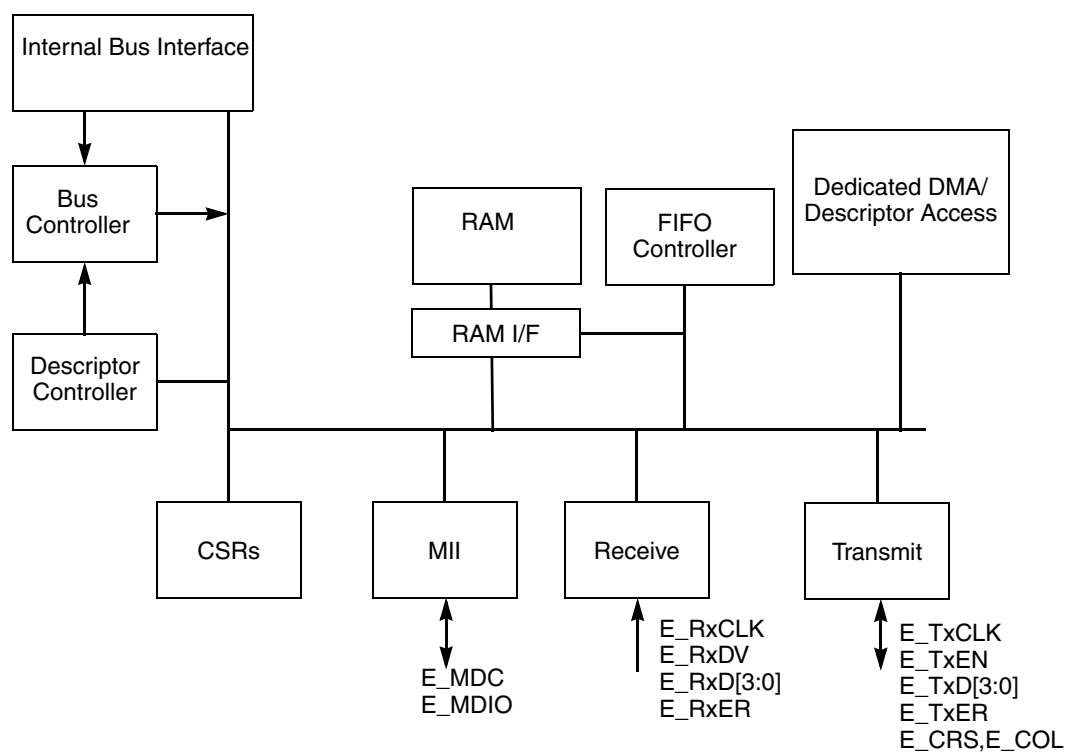 Internal Bus Interface
Bus
Controller
Descriptor
Controller
RAM
RAM I/F
FIFO
Controller
Dedicated DMA/
Descriptor Access
CSRs
MII
Receive
Transmit
E_MDC
E_MDIO
E_RxCLK
E_RxDV
E_RxD[3:0]
E_RxER
E_TxCLK
E_TxEN
E_TxD[3:0]
E_TxER
E_CRS,E_COL